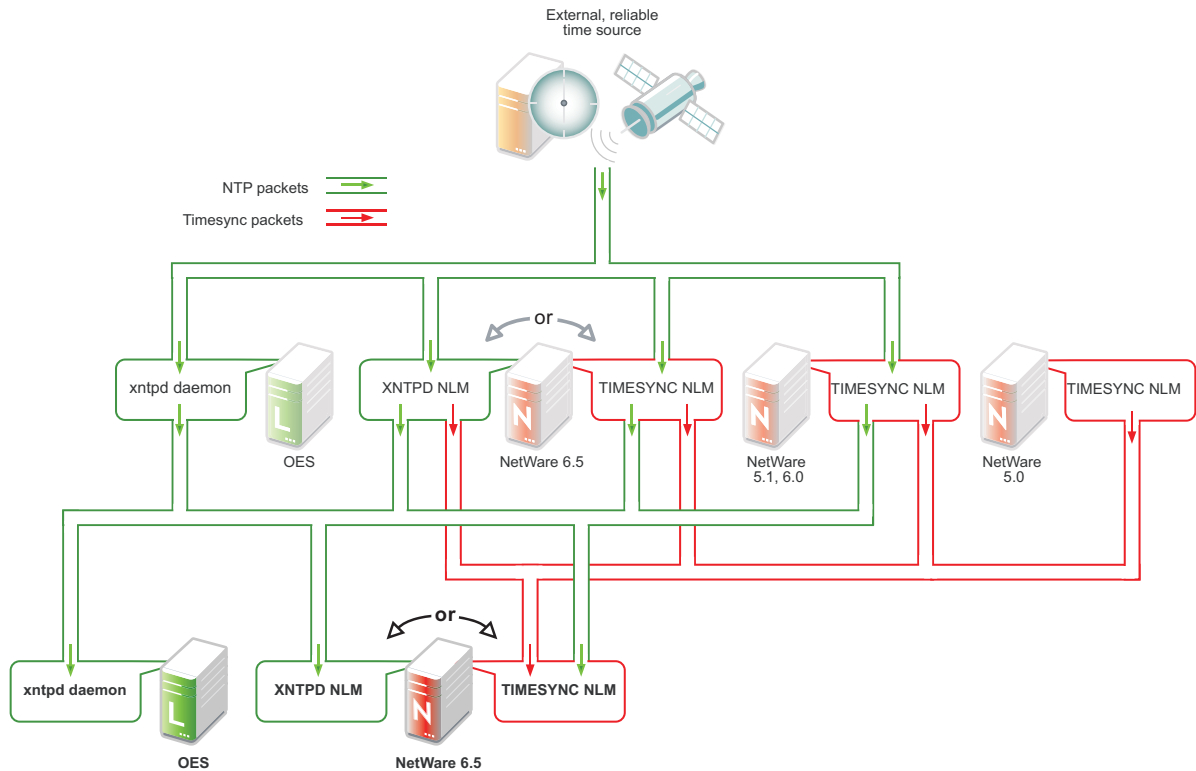 External, reliable
time source
NTP packets
Timesync packets
or
xntpd daemon
XNTPD NLM
TIMESYNC NLM
TIMESYNC NLM
TIMESYNC NLM
L
N
N
N
OES
NetWare 6.5
NetWare
5.1, 6.0
NetWare
5.0
or
xntpd daemon
XNTPD NLM
TIMESYNC NLM
L
N
OES
NetWare 6.5